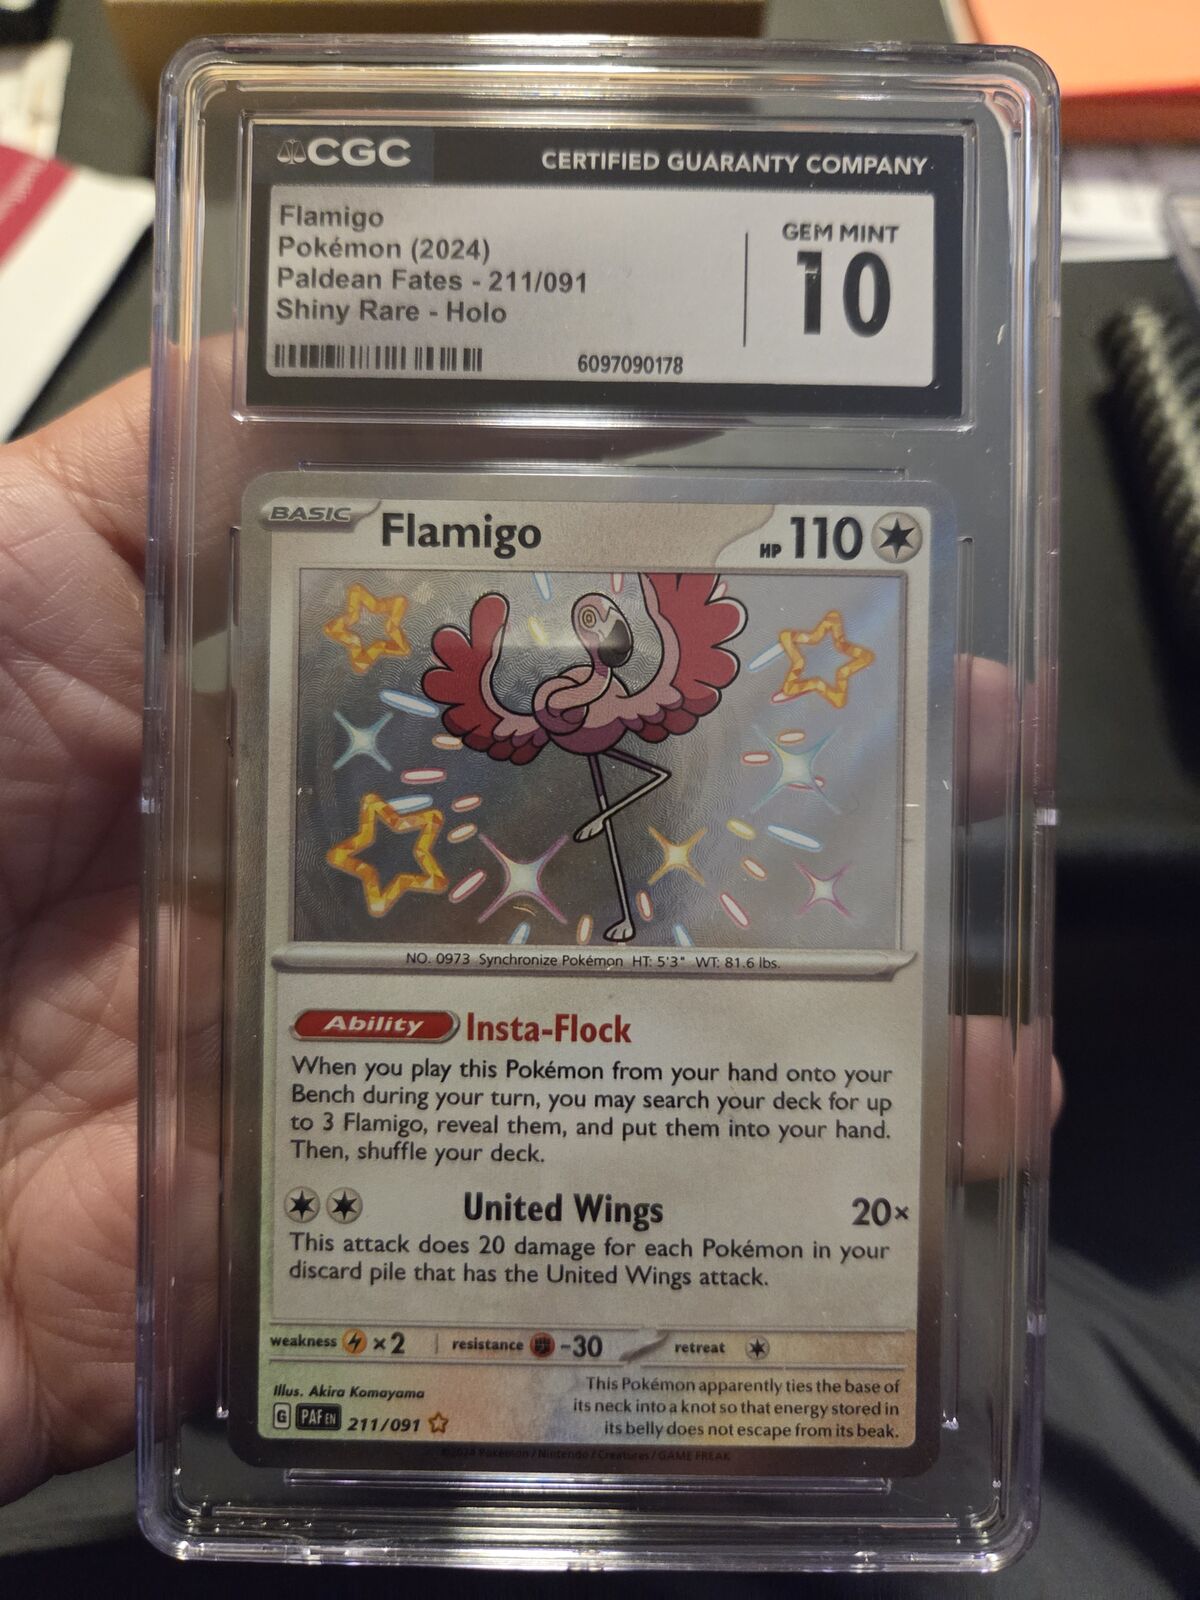 CGC
CERTIFIED GUARANTY COMPANY
Flamigo
Pokémon (2024)
Paldean Fates - 211/091
Shiny Rare - Holo
6097090178
GEM MINT
10
BASIC
Flamigo
HP 110
NO. 0973 Synchronize Pokémon HT: 5'3" WT: 81.6 lbs.
Ability Insta-Flock
When you play this Pokémon from your hand onto your
Bench during your turn, you may search your deck for up
to 3 Flamigo, reveal them, and put them into your hand.
Then, shuffle your deck.
United Wings 20×
This attack does 20 damage for each Pokémon in your
discard pile that has the United Wings attack.
weakness ×2 resistance -30 retreat
Illus. Akira Komayama
G PAF EN 211/091
This Pokémon apparently ties the base of
its neck into a knot so that energy stored in
its belly does not escape from its beak.
©2024 Pokémon / Nintendo / Creatures / GAME FREAK